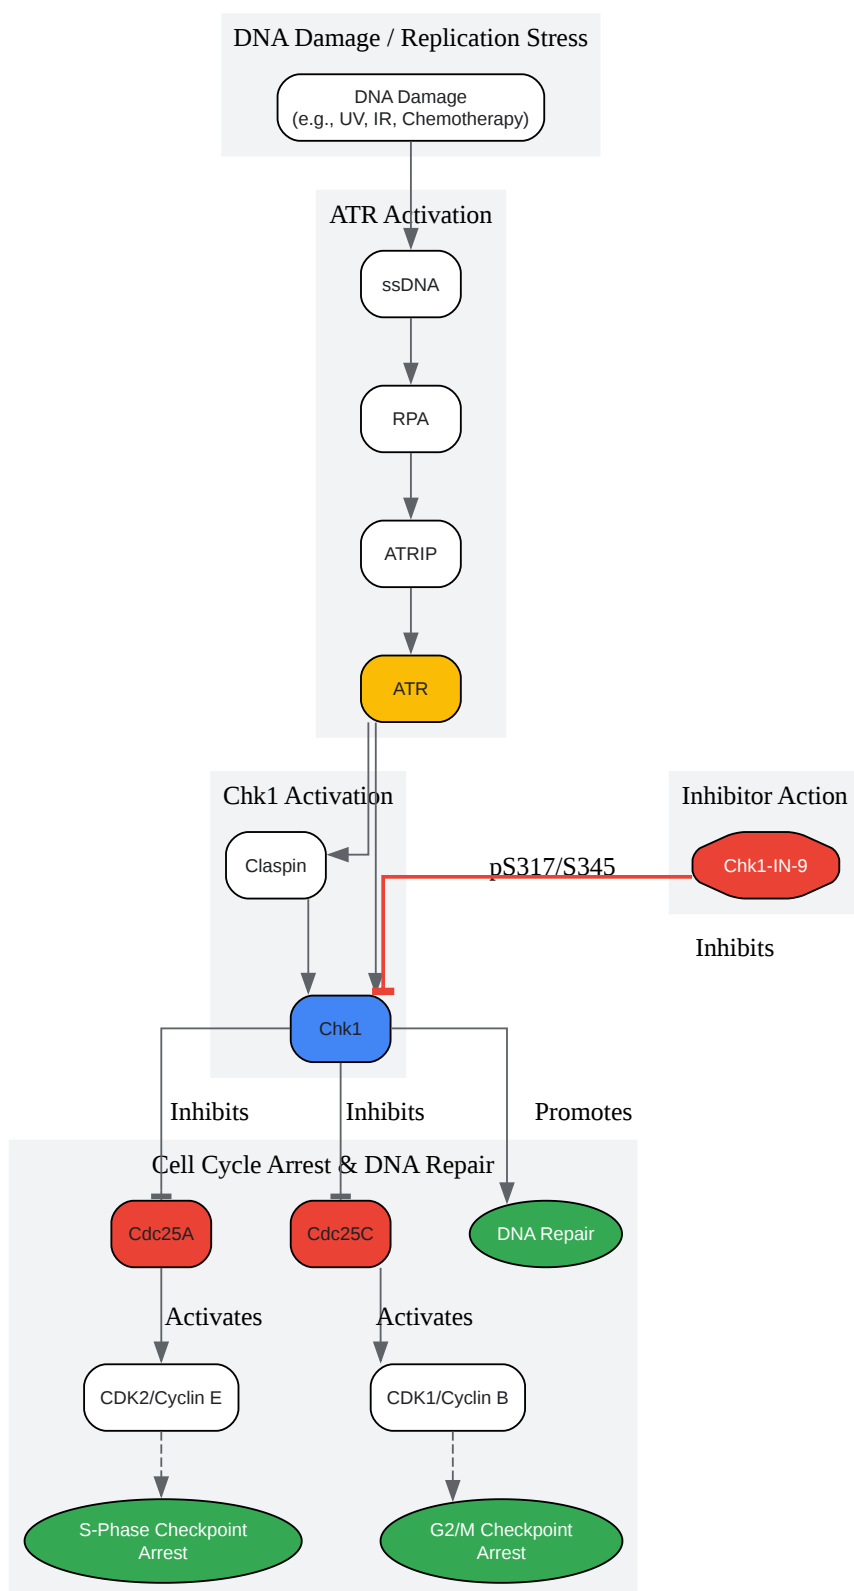 DNA Damage / Replication Stress
DNA Damage
(e.g., UV, IR, Chemotherapy)
ATR Activation
ssDNA
RPA
ATRIP
ATR
Chk1 Activation
Inhibitor Action
Claspin
pS317/S345
Chk1-IN-9
Inhibits
Chk1
Inhibits
Inhibits
Promotes
Cell Cycle Arrest & DNA Repair
Cdc25A
Cdc25C
DNA Repair
Activates
Activates
CDK2/Cyclin E
CDK1/Cyclin B
S-Phase Checkpoint
Arrest
G2/M Checkpoint
Arrest